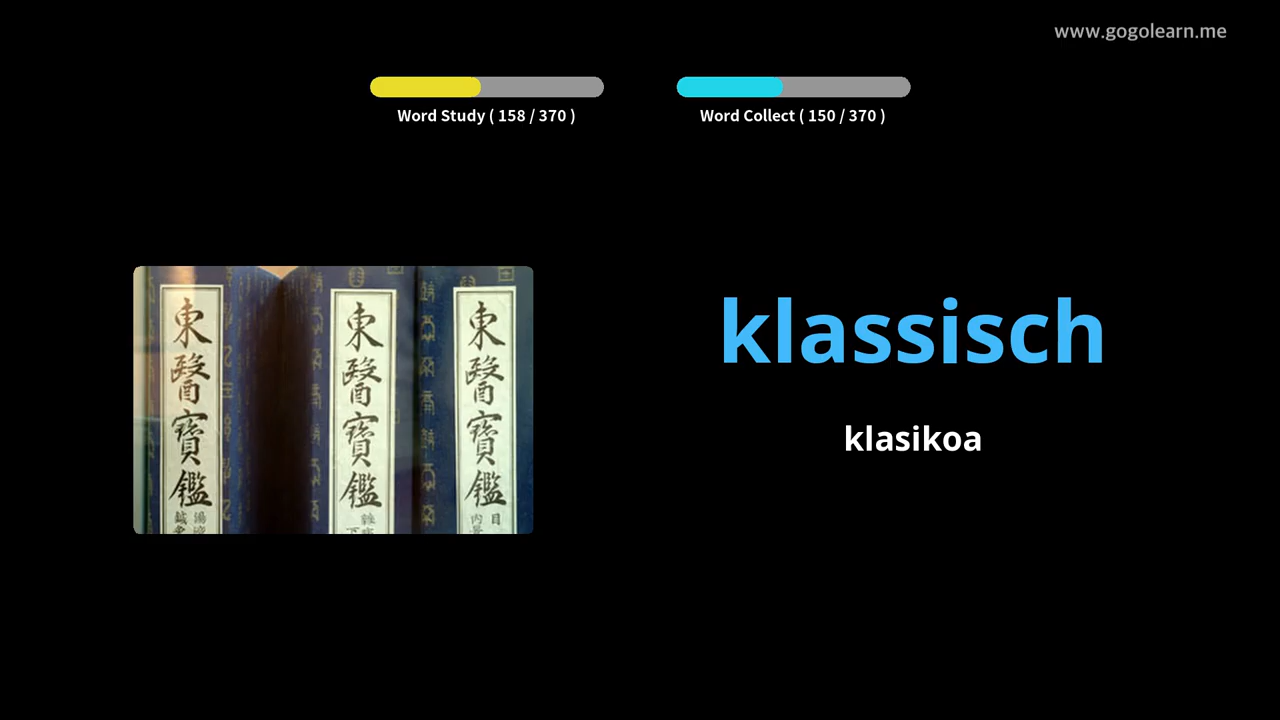 www.gogolearn.me
Word Study ( 158 / 370 )
Word Collect ( 150 / 370 )
東醫寶鑑
東醫寶鑑
東醫寶鑑
klassisch
klasikoa